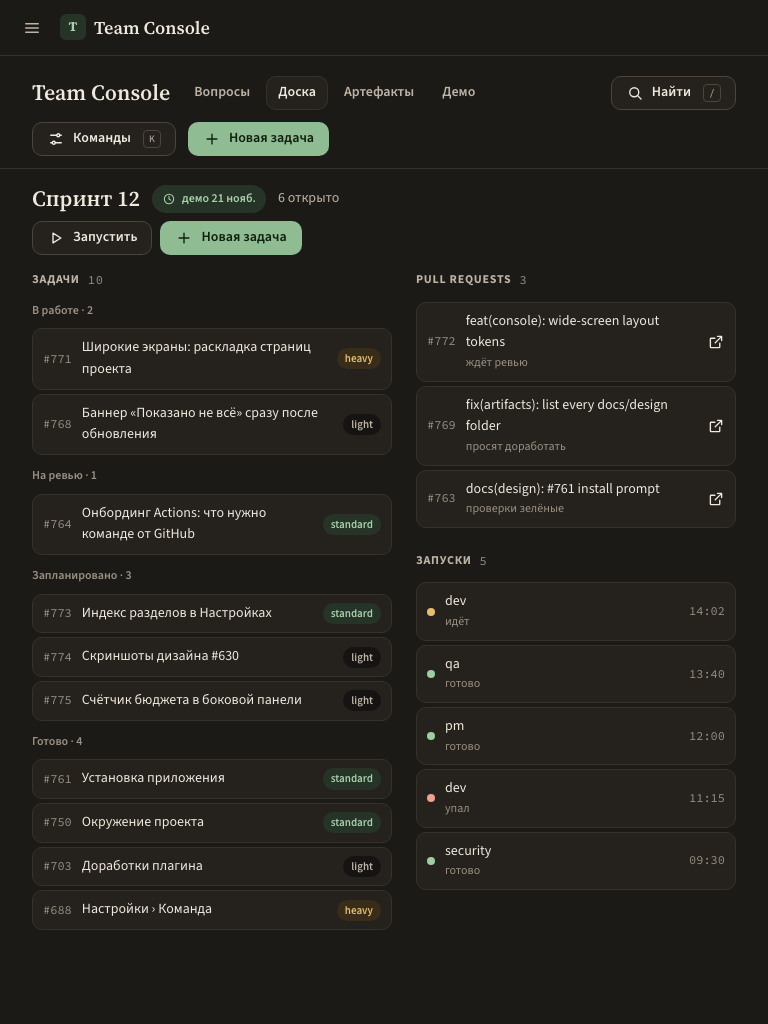 T Team Console
Team Console Вопросы Доска Артефакты Демо Найти /
Команды K Новая задача
Спринт 12 демо 21 нояб. 6 открыто
Запустить Новая задача
ЗАДАЧИ 10
В работе · 2
#771 Широкие экраны: раскладка страниц
проекта
heavy
#768 Баннер «Показано не всё» сразу после
обновления
light
На ревью · 1
#764 Онбординг Actions: что нужно
команде от GitHub
standard
Запланировано · 3
#773 Индекс разделов в Настройках standard
#774 Скриншоты дизайна #630 light
#775 Счётчик бюджета в боковой панели light
Готово · 4
#761 Установка приложения standard
#750 Окружение проекта standard
#703 Доработки плагина light
#688 Настройки › Команда heavy
PULL REQUESTS 3
#772 feat(console): wide-screen layout
tokens
ждёт ревью
#769 fix(artifacts): list every docs/design
folder
просят доработать
#763 docs(design): #761 install prompt
проверки зелёные
ЗАПУСКИ 5
dev 14:02
идёт
qa 13:40
готово
pm 12:00
готово
dev 11:15
упал
security 09:30
готово